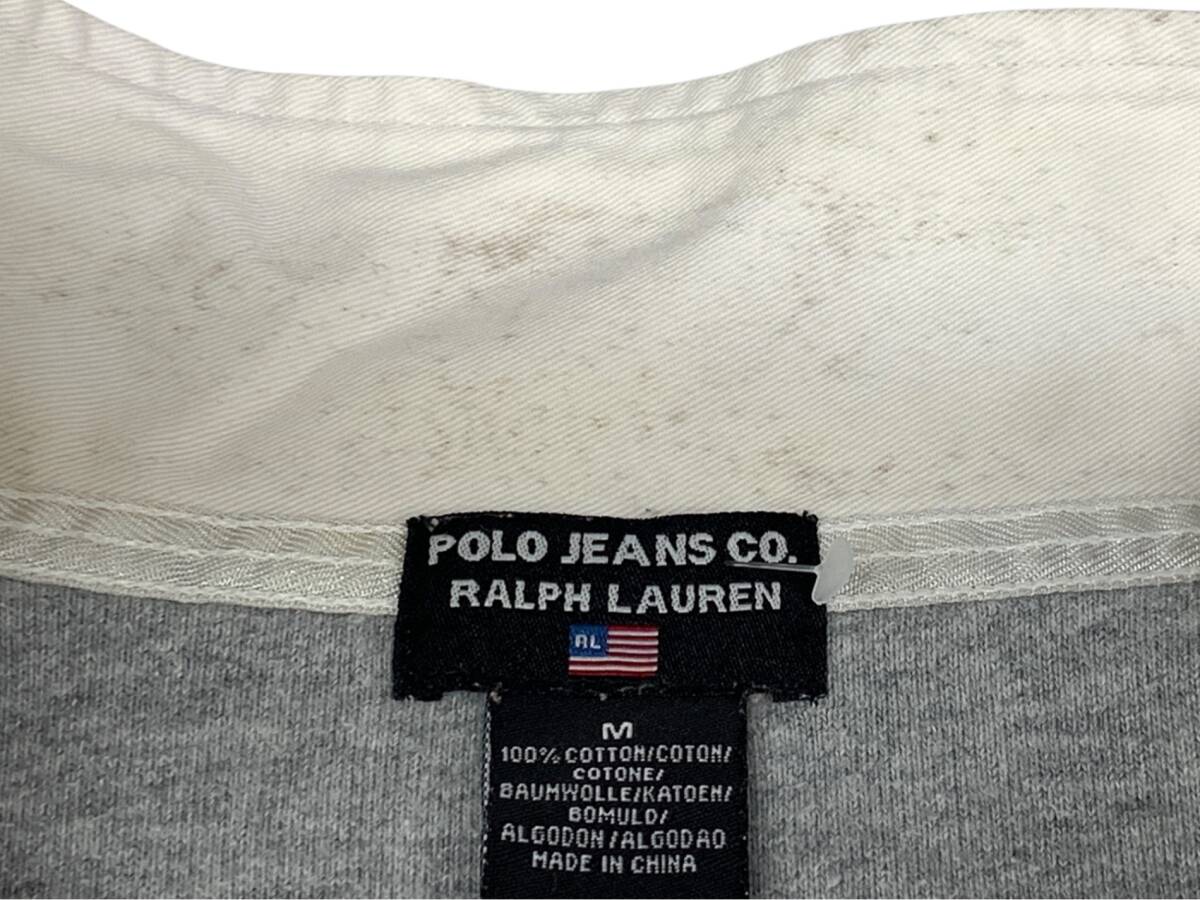 POLO JEANS CO.
RALPH LAUREN
RL
M
100% COTTON/COTON/
COTONE/
BAUMWOLLE/KATOEN/
BOMULD/
ALGODON/ALGODAO
MADE IN CHINA